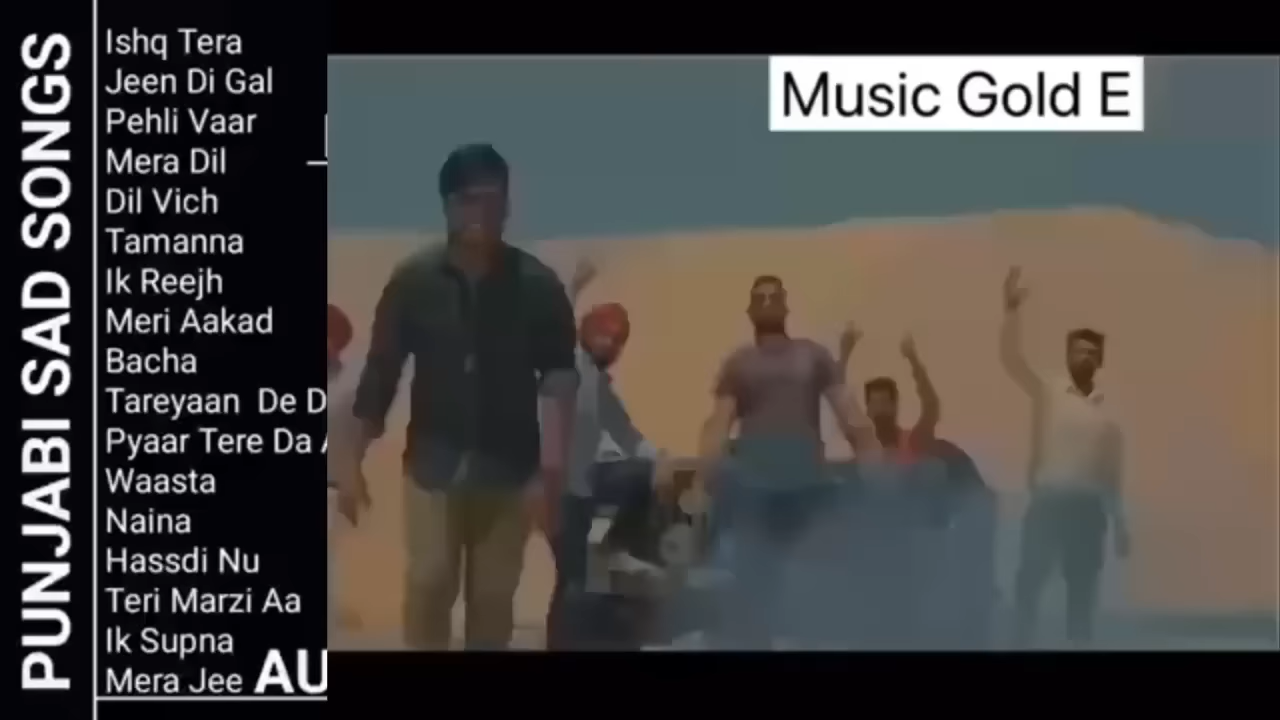 PUNJABI SAD SONGS
Ishq Tera
Jeen Di Gal
Pehli Vaar
Mera Dil
Dil Vich
Tamanna
Ik Reejh
Meri Aakad
Bacha
Tareyaan De D
Pyaar Tere Da
Waasta
Naina
Hassdi Nu
Teri Marzi Aa
Ik Supna
Mera Jee AU
Music Gold E